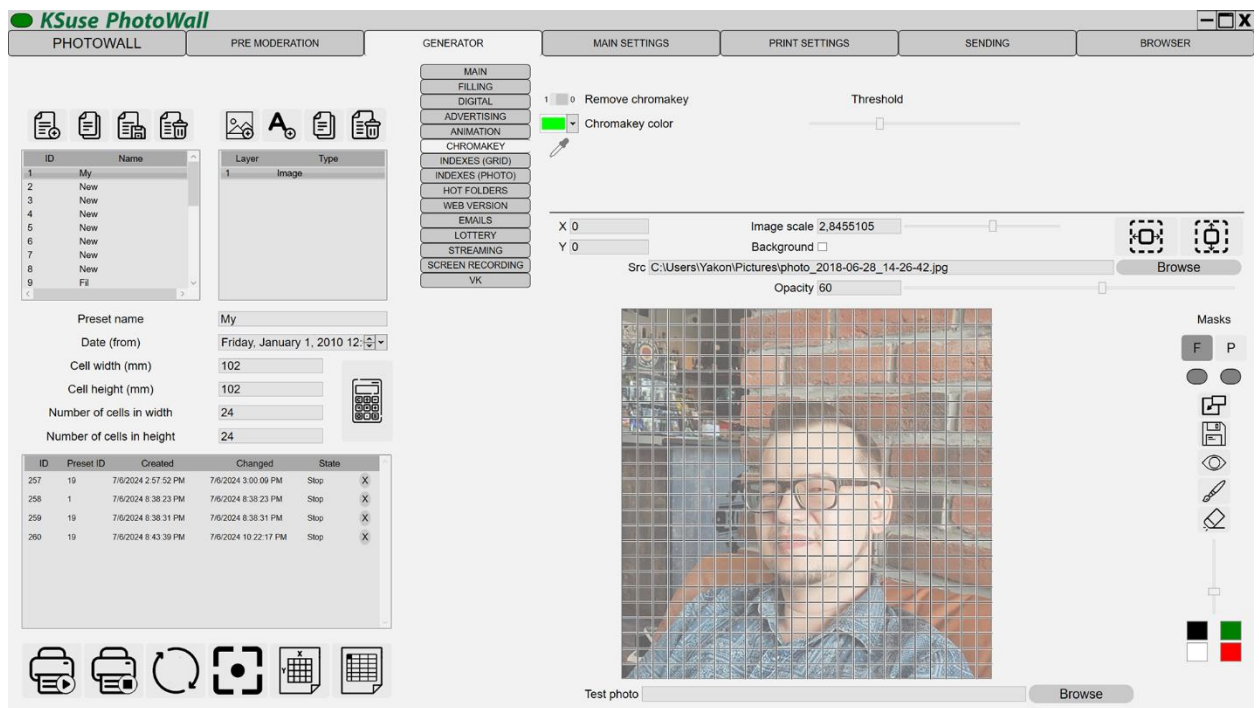 KSuse PhotoWall
PHOTOWALL PRE MODERATION GENERATOR MAIN SETTINGS PRINT SETTINGS SENDING BROWSER
MAIN
FILLING
DIGITAL
ADVERTISING
ANIMATION
CHROMAKEY
INDEXES (GRID)
INDEXES (PHOTO)
HOT FOLDERS
WEB VERSION
EMAILS
LOTTERY
STREAMING
SCREEN RECORDING
VK
1 0 Remove chromakey Threshold
Chromakey color
ID Name
1 My
2 New
3 New
4 New
5 New
6 New
7 New
8 New
9 Fil
Layer Type
1 Image
X 0 Image scale 2,8455105
Y 0 Background
Src C:\Users\Yakon\Pictures\photo_2018-06-28_14-26-42.jpg Browse
Opacity 60
Preset name My
Date (from) Friday, January 1, 2010 12:
Cell width (mm) 102
Cell height (mm) 102
Number of cells in width 24
Number of cells in height 24
ID Preset ID Created Changed State
257 19 7/6/2024 2:57:52 PM 7/6/2024 3:00:09 PM Stop X
258 1 7/6/2024 8:38:23 PM 7/6/2024 8:38:23 PM Stop X
259 19 7/6/2024 8:38:31 PM 7/6/2024 8:38:31 PM Stop X
260 19 7/6/2024 8:43:39 PM 7/6/2024 10:22:17 PM Stop X
X
Y
Masks
F P
Test photo Browse